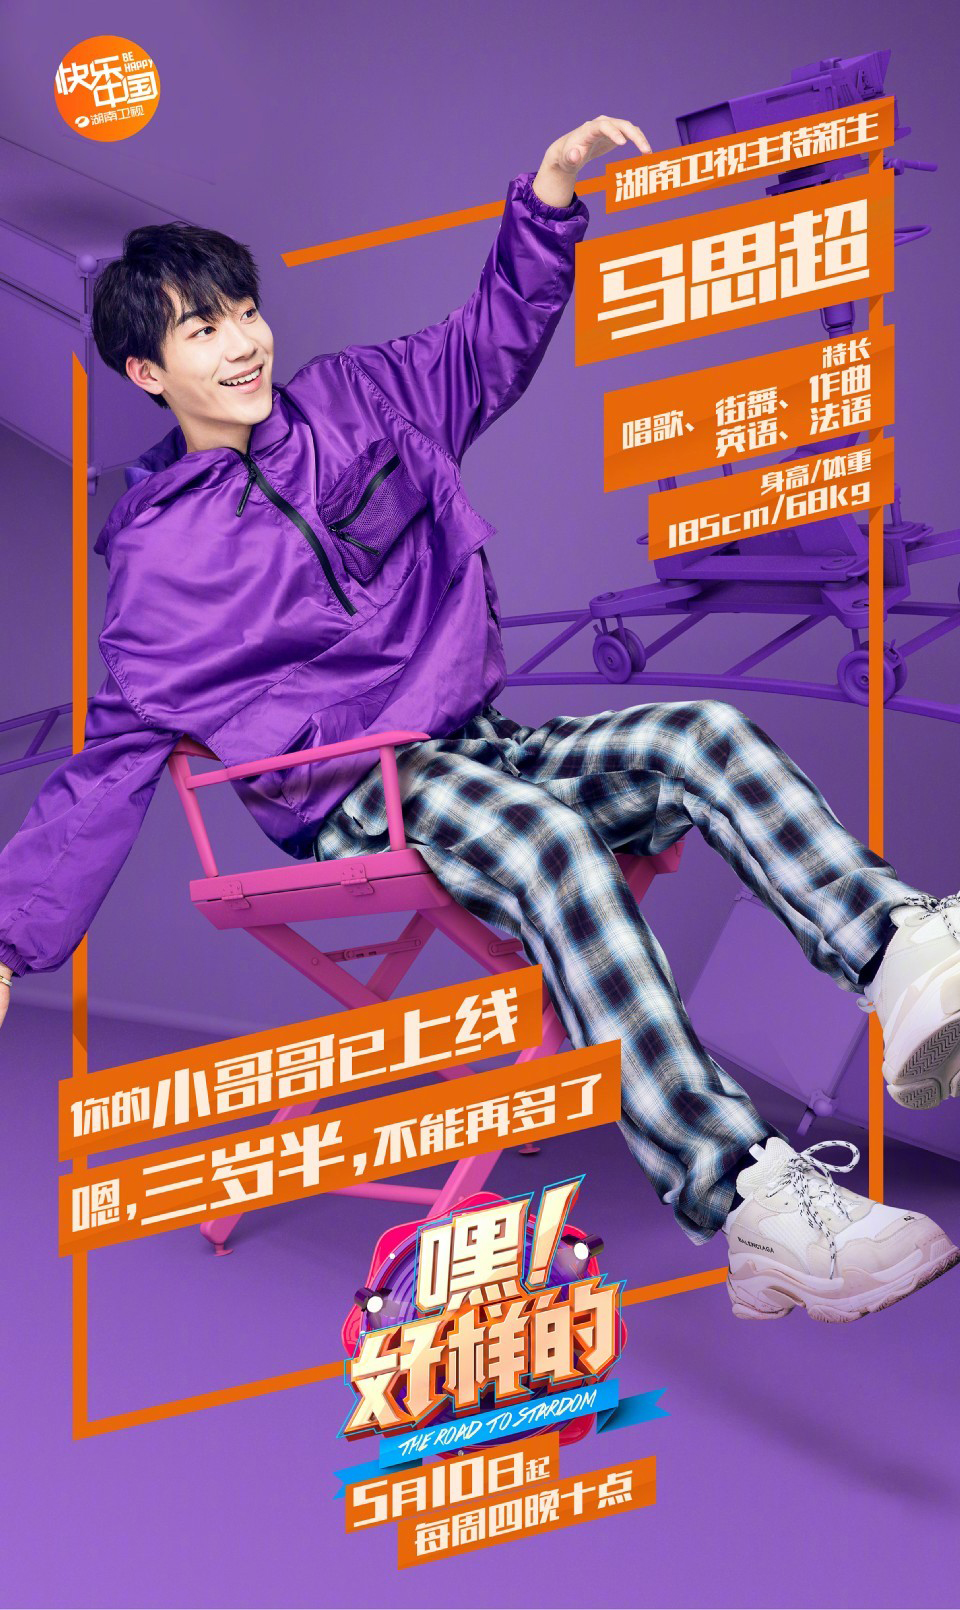 快乐
BE
HAPPY
中国
湖南卫视
湖南卫视主持新生
马思超
特长
唱歌、街舞、作曲
英语、法语
身高/体重
185cm/68kg
你的小哥哥已上线
嗯,三岁半,不能再多了
嘿!
好样的
THE ROAD TO STARDOM
5月10日起
每周四晚十点
BALENCIAGA